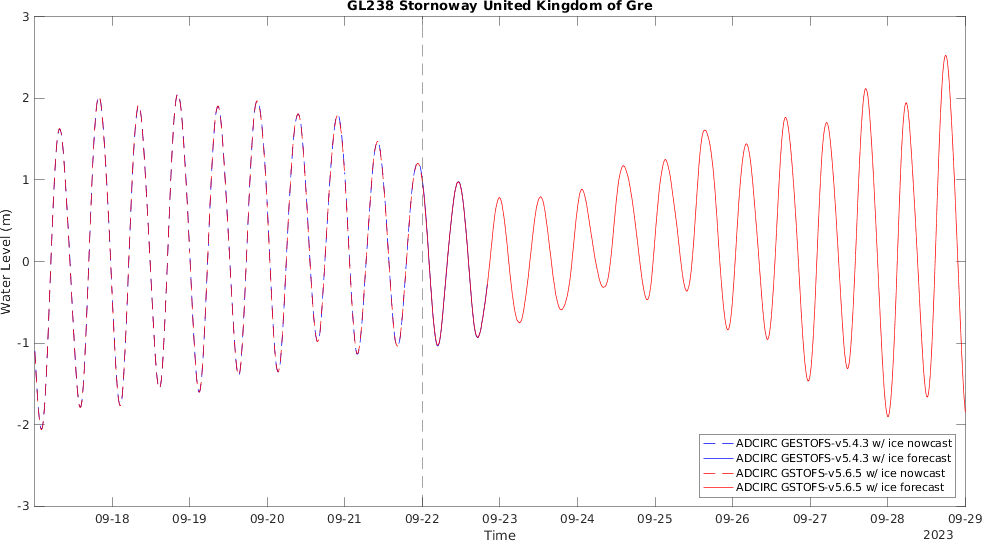 GL238 Stornoway United Kingdom of Gre
3
2
1
0
-1
-2
-3
Water Level (m)
ADCIRC GESTOFS-v5.4.3 w/ ice nowcast
ADCIRC GESTOFS-v5.4.3 w/ ice forecast
ADCIRC GSTOFS-v5.6.5 w/ ice nowcast
ADCIRC GSTOFS-v5.6.5 w/ ice forecast
09-18 09-19 09-20 09-21 09-22 09-23 09-24 09-25 09-26 09-27 09-28 09-29
Time
2023